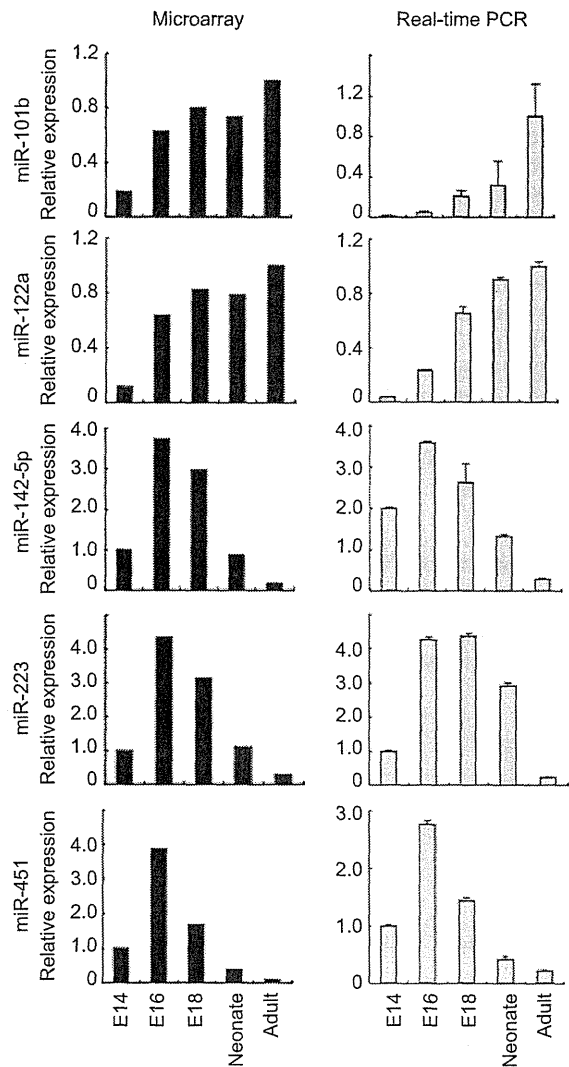 Microarray
Real-time PCR
miR-101b
Relative expression
1.2
0.8
0.4
0
1.2
0.8
0.4
0
miR-122a
Relative expression
1.2
0.8
0.4
0
1.2
0.8
0.4
0
miR-142-5p
Relative expression
4.0
3.0
2.0
1.0
0
4.0
3.0
2.0
1.0
0
miR-223
Relative expression
4.0
3.0
2.0
1.0
0
4.0
3.0
2.0
1.0
0
miR-451
Relative expression
4.0
3.0
2.0
1.0
0
3.0
2.0
1.0
0
E14
E16
E18
Neonate
Adult
E14
E16
E18
Neonate
Adult